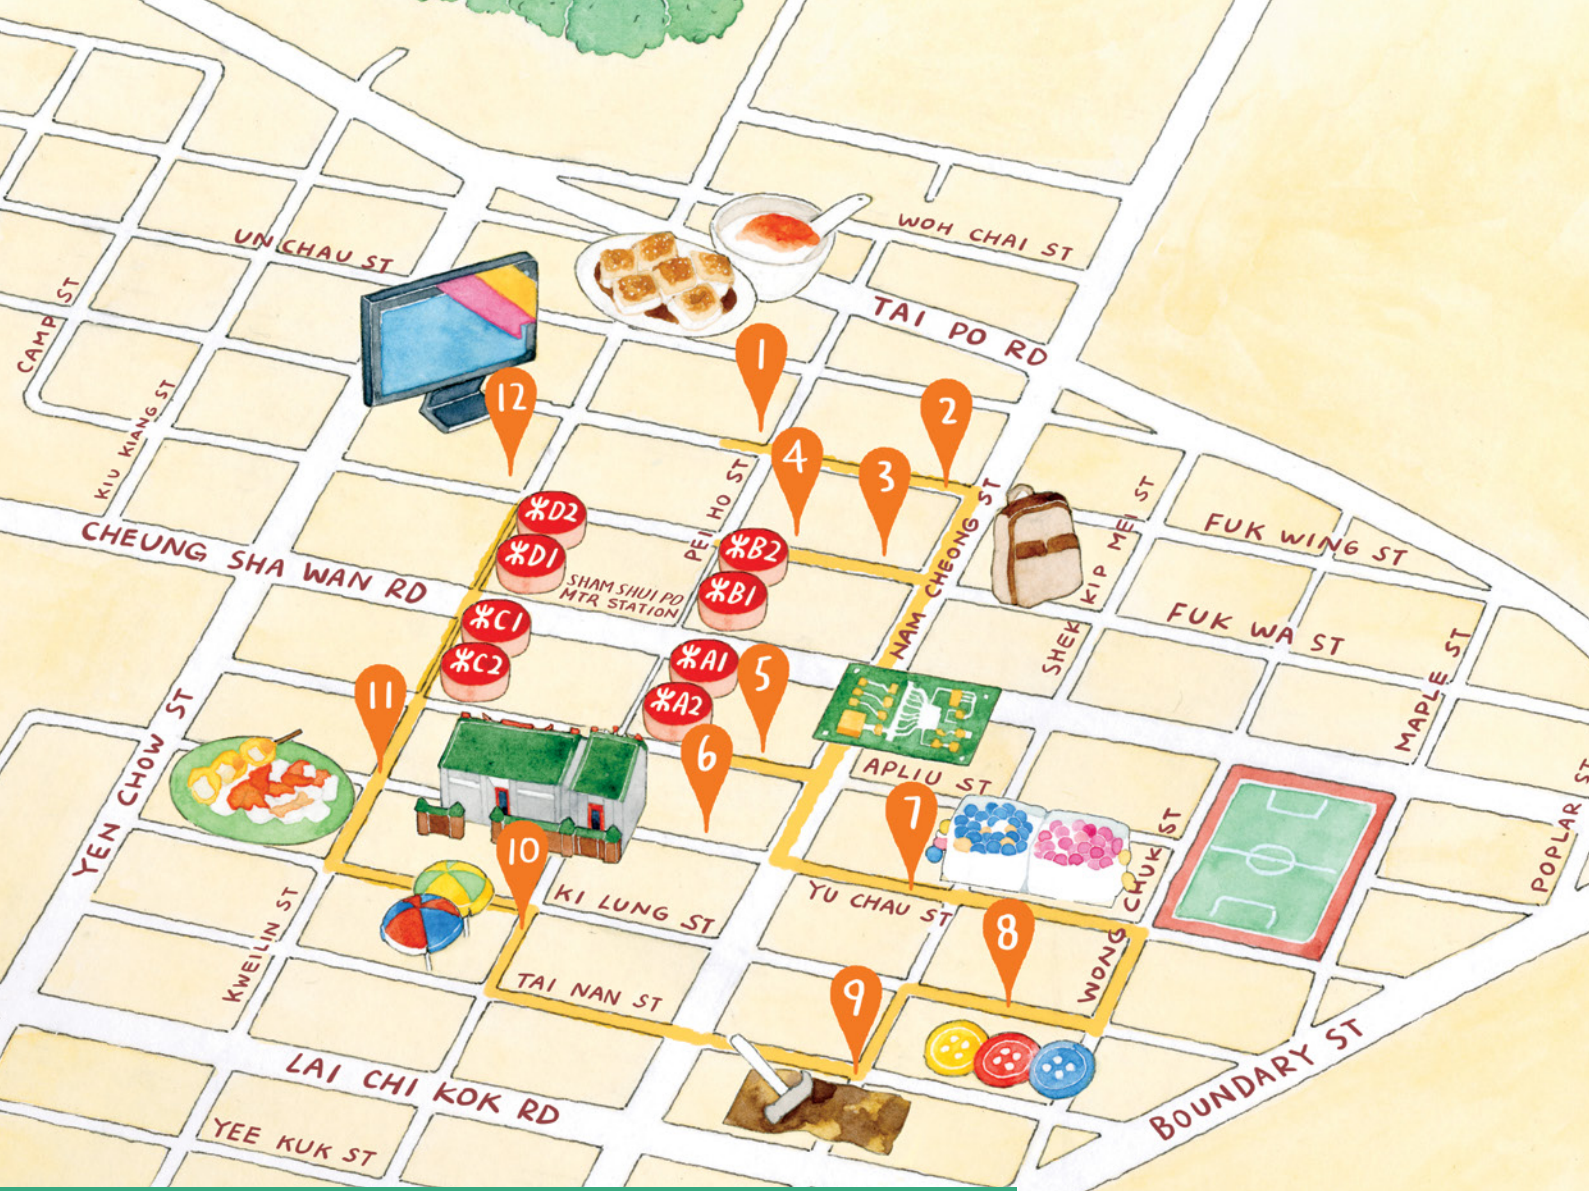 WOH CHAI ST
UN CHAU ST
TAI PO RD
CAMP ST
1
12
2
KIU KIANG ST
4
3
PEI HO ST
NAM CHEONG ST
SHEK KIP MEI ST
FUK WING ST
D2
CHEUNG SHA WAN RD
D1
B2
SHAM SHUI PO
MTR STATION
B1
FUK WA ST
C1
C2
A1
A2
5
11
MAPLE ST
YEN CHOW ST
6
APLIU ST
7
POPLAR ST
10
YU CHAU ST
WONG CHUK ST
KI LUNG ST
8
KWEILIN ST
TAI NAN ST
9
LAI CHI KOK RD
BOUNDARY ST
YEE KUK ST